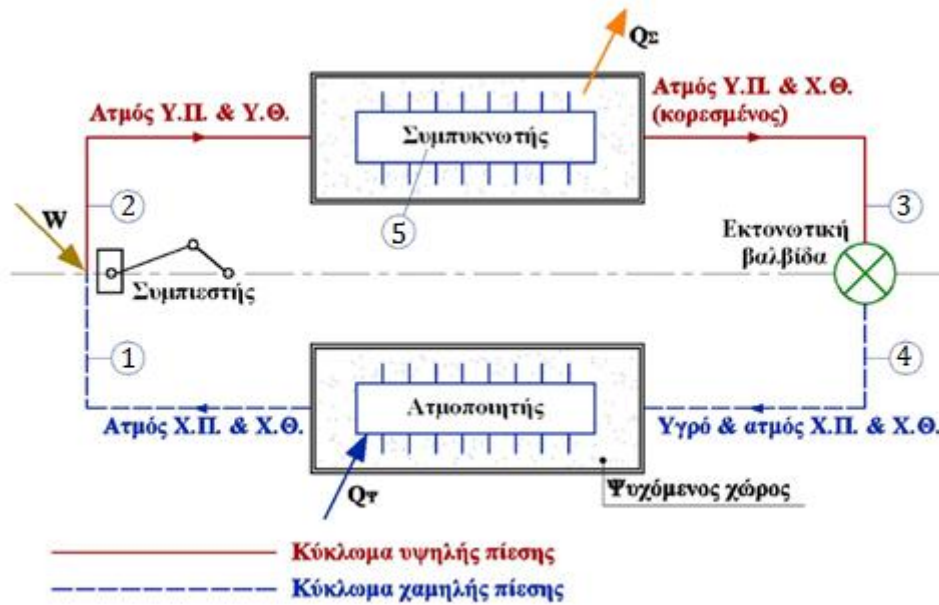 QΣ
Ατμός Υ.Π. & Υ.Θ.
Ατμός Υ.Π. & Χ.Θ.
(κορεσμένος)
Συμπυκνωτής
2
5
3
W
Εκτονωτική
βαλβίδα
Συμπιεστής
1
4
Ατμοποιητής
Ατμός Χ.Π. & Χ.Θ.
Υγρό & ατμός Χ.Π. & Χ.Θ.
QΨ
Ψυχόμενος χώρος
Κύκλωμα υψηλής πίεσης
Κύκλωμα χαμηλής πίεσης